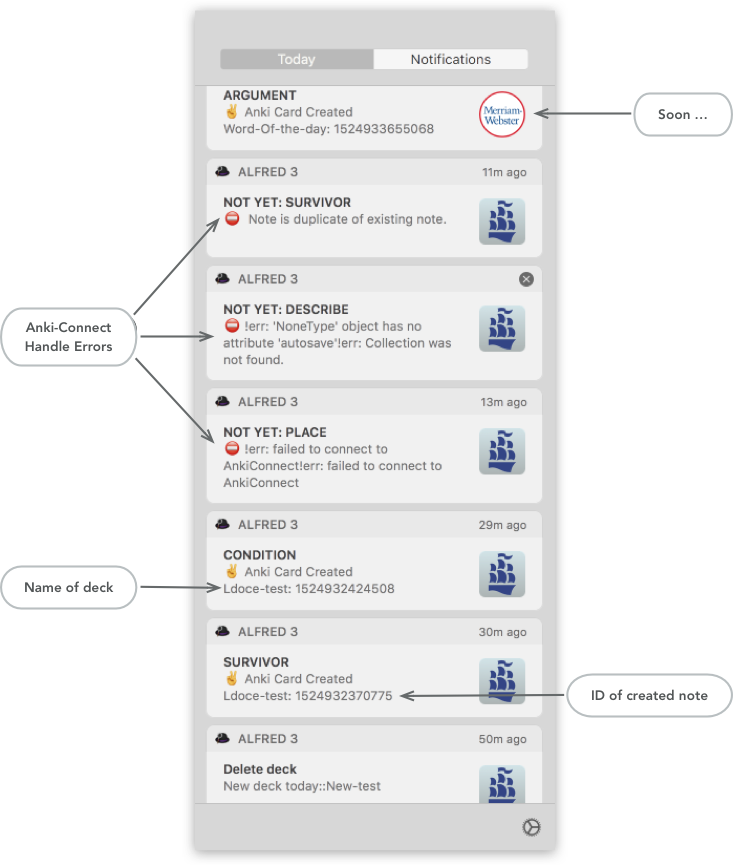 Today
Notifications
ARGUMENT
✌ Anki Card Created
Word-Of-the-day: 1524933655068
Merriam-
Webster
Soon ...
ALFRED 3
11m ago
NOT YET: SURVIVOR
⛔ Note is duplicate of existing note.
ALFRED 3
NOT YET: DESCRIBE
⛔ !err: 'NoneType' object has no
attribute 'autosave'!err: Collection was
not found.
Anki-Connect
Handle Errors
ALFRED 3
13m ago
NOT YET: PLACE
⛔ !err: failed to connect to
AnkiConnect!err: failed to connect to
AnkiConnect
ALFRED 3
29m ago
CONDITION
✌ Anki Card Created
Ldoce-test: 1524932424508
Name of deck
ALFRED 3
30m ago
SURVIVOR
✌ Anki Card Created
Ldoce-test: 1524932370775
ID of created note
ALFRED 3
50m ago
Delete deck
New deck today::New-test